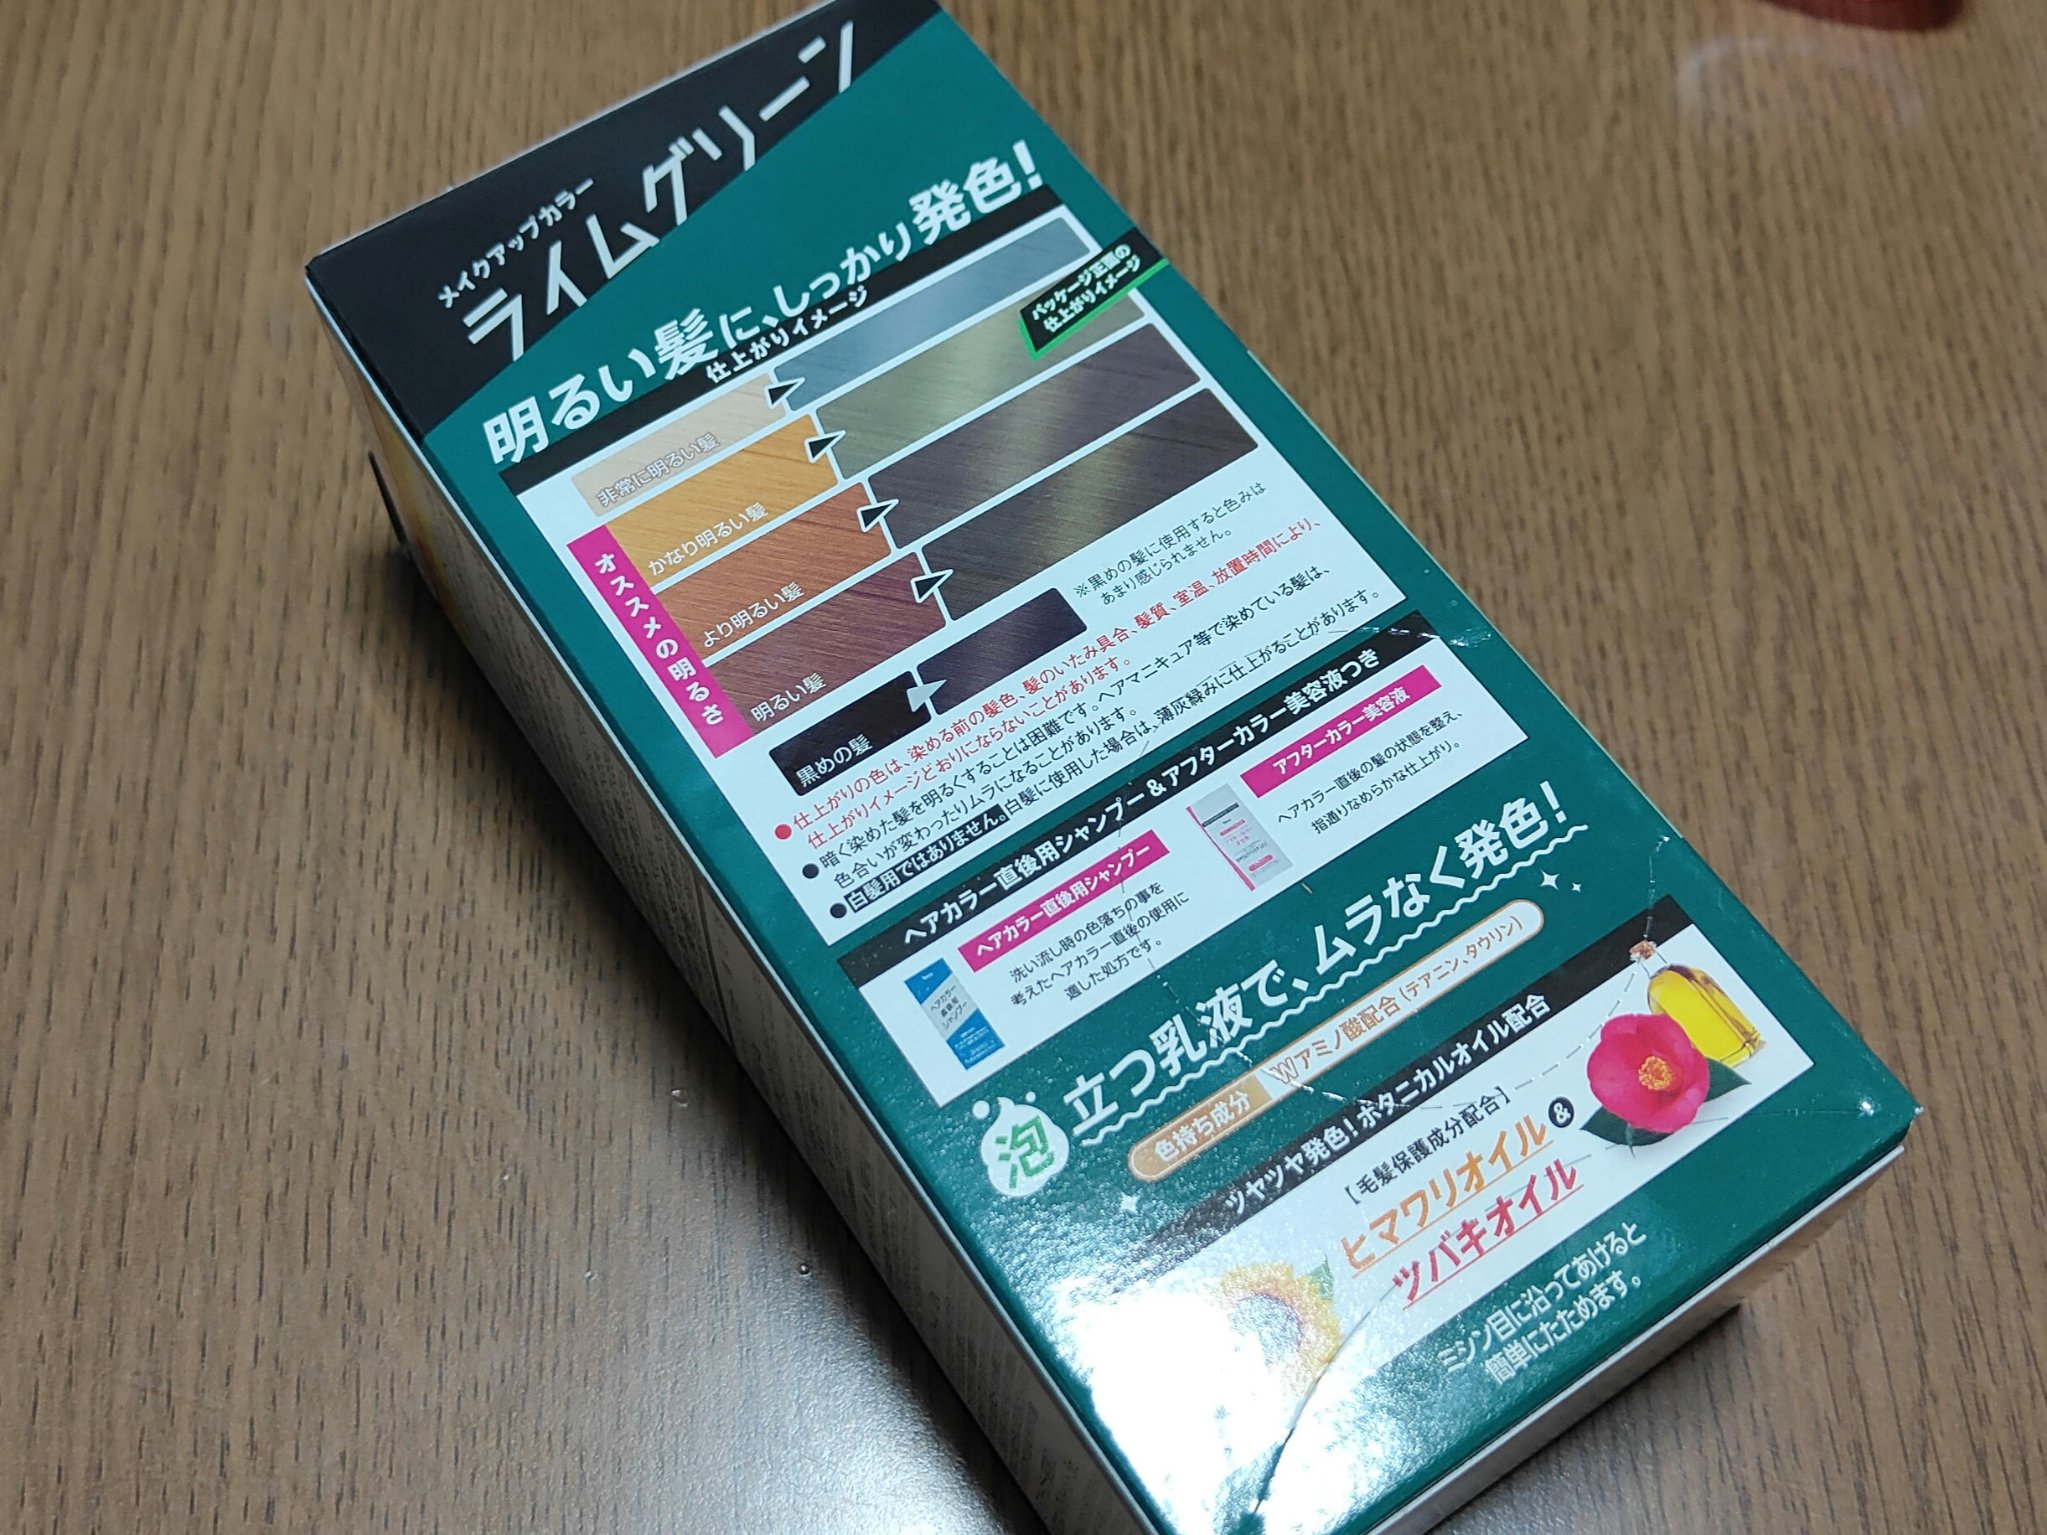 メイクアップカラー
ライムグリーン
明るい髪に、しっかり発色!
仕上がりイメージ
パッケージ正面の
仕上がりイメージ
オススメの明るさ
非常に明るい髪
かなり明るい髪
より明るい髪
明るい髪
黒めの髪
※黒めの髪に使用すると色みは
あまり感じられません。
●仕上がりの色は、染める前の髪色、髪のいたみ具合、髪質、室温、放置時間により、
仕上がりイメージどおりにならないことがあります。
●暗く染めた髪を明るくすることは困難です。ヘアマニキュア等で染めている髪は、
色合いが変わったりムラになることがあります。
●白髪用ではありません。白髪に使用した場合は、薄灰緑みに仕上がることがあります。
ヘアカラー直後用シャンプー&アフターカラー美容液つき
ヘアカラー直後用シャンプー
洗い流し時の色落ちの事を
考えたヘアカラー直後の使用に
適した処方です。
ヘアカラー
直後用
シャンプー
アフターカラー美容液
ヘアカラー直後の髪の状態を整え、
指通りなめらかな仕上がり。
泡立つ乳液で、ムラなく発色!
色持ち成分 Wアミノ酸配合(テアニン、タウリン)
ツヤツヤ発色!ボタニカルオイル配合
[毛髪保護成分配合]
ヒマワリオイル&
ツバキオイル
ミシン目に沿ってあけると
簡単にたためます。